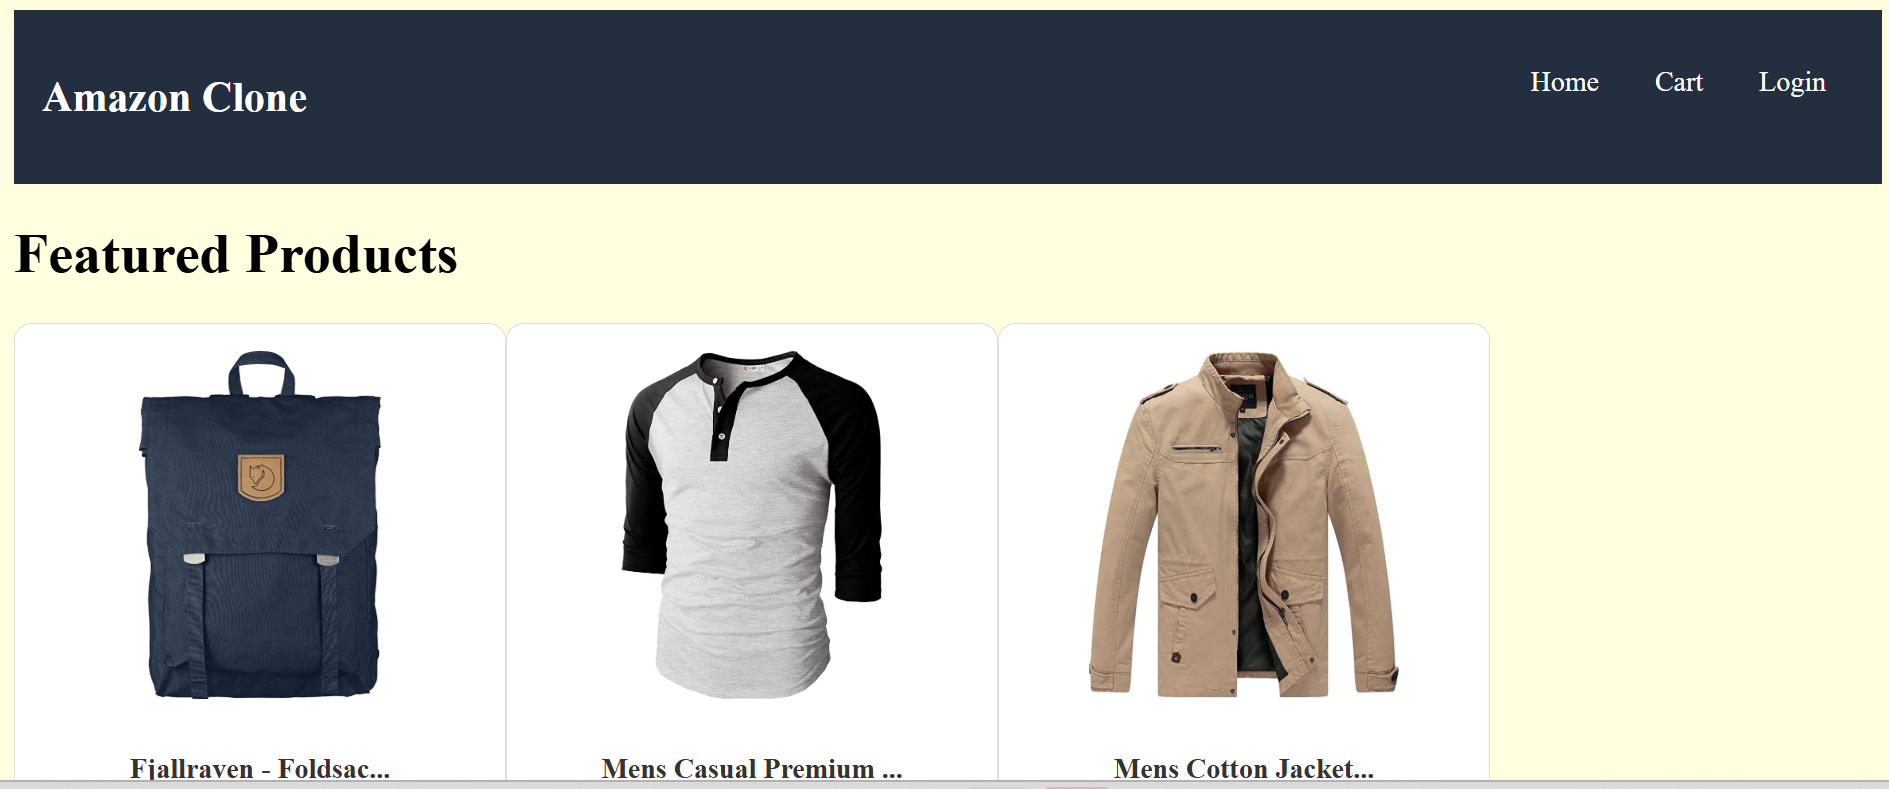 Amazon Clone
Home Cart Login
Featured Products
Fjallraven - Foldsac...
Mens Casual Premium ...
Mens Cotton Jacket...